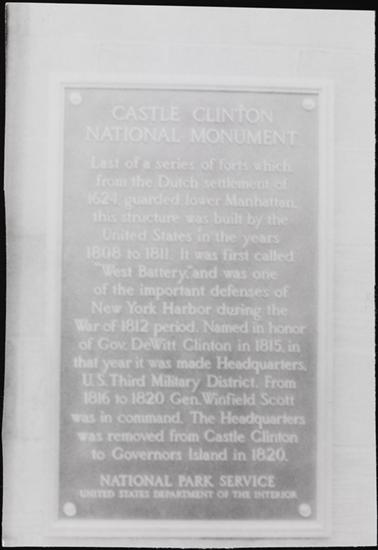 CASTLE CLINTON
NATIONAL MONUMENT
Last of a series of forts which,
from the Dutch settlement of
1624, guarded lower Manhattan,
this structure was built by the
United States in the years
1808 to 1811. It was first called
"West Battery," and was one
of the important defenses of
New York Harbor during the
War of 1812 period. Named in honor
of Gov. DeWitt Clinton in 1815, in
that year it was made Headquarters,
U.S. Third Military District. From
1816 to 1820 Gen. Winfield Scott
was in command. The Headquarters
was removed from Castle Clinton
to Governors Island in 1820.
NATIONAL PARK SERVICE
UNITED STATES DEPARTMENT OF THE INTERIOR